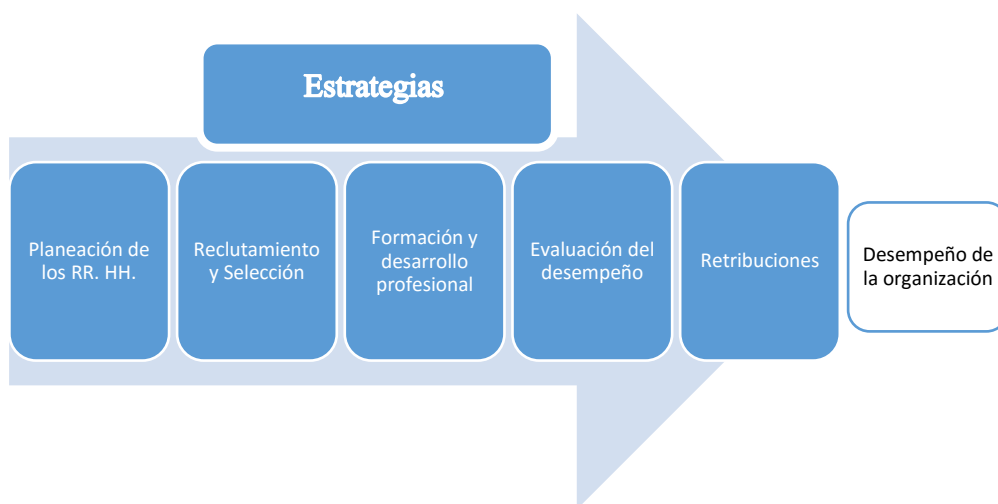 Estrategias
Planeación de
los RR. HH.
Reclutamiento
y Selección
Formación y
desarrollo
profesional
Evaluación del
desempeño
Retribuciones
Desempeño de
la organización